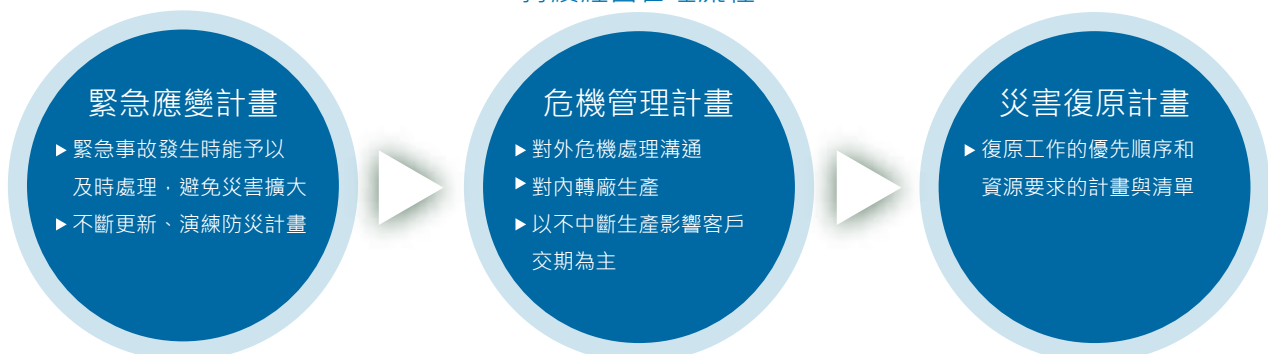 緊急應變計畫
▶ 緊急事故發生時能予以
及時處理，避免災害擴大
▶ 不斷更新、演練防災計畫
危機管理計畫
▶ 對外危機處理溝通
▶ 對內轉廠生產
▶ 以不中斷生產影響客戶
交期為主
災害復原計畫
▶ 復原工作的優先順序和
資源要求的計畫與清單